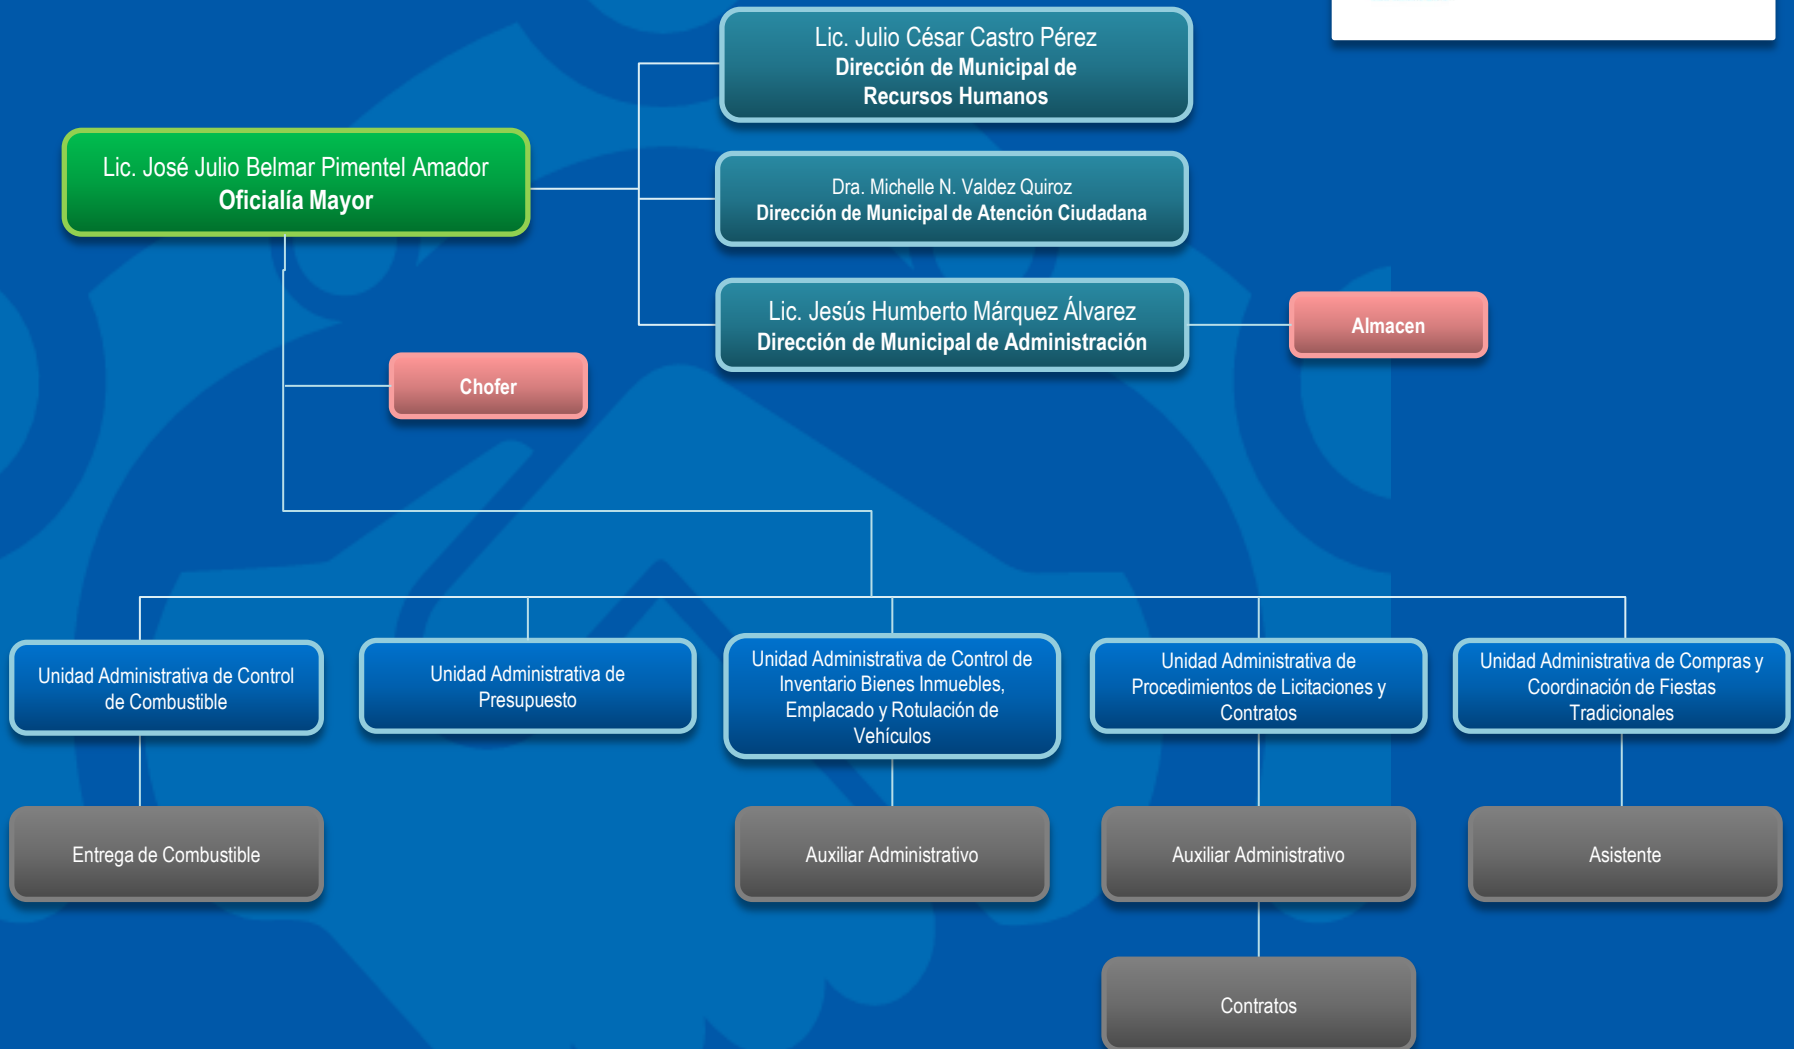 Lic. Julio César Castro Pérez
Dirección de Municipal de
Recursos Humanos
Lic. José Julio Belmar Pimentel Amador
Oficialía Mayor
Dra. Michelle N. Valdez Quiroz
Dirección de Municipal de Atención Ciudadana
Lic. Jesús Humberto Márquez Álvarez
Dirección de Municipal de Administración
Almacen
Chofer
Unidad Administrativa de Control
de Combustible
Unidad Administrativa de
Presupuesto
Unidad Administrativa de Control de
Inventario Bienes Inmuebles,
Emplacado y Rotulación de
Vehículos
Unidad Administrativa de
Procedimientos de Licitaciones y
Contratos
Unidad Administrativa de Compras y
Coordinación de Fiestas
Tradicionales
Entrega de Combustible
Auxiliar Administrativo
Auxiliar Administrativo
Asistente
Contratos